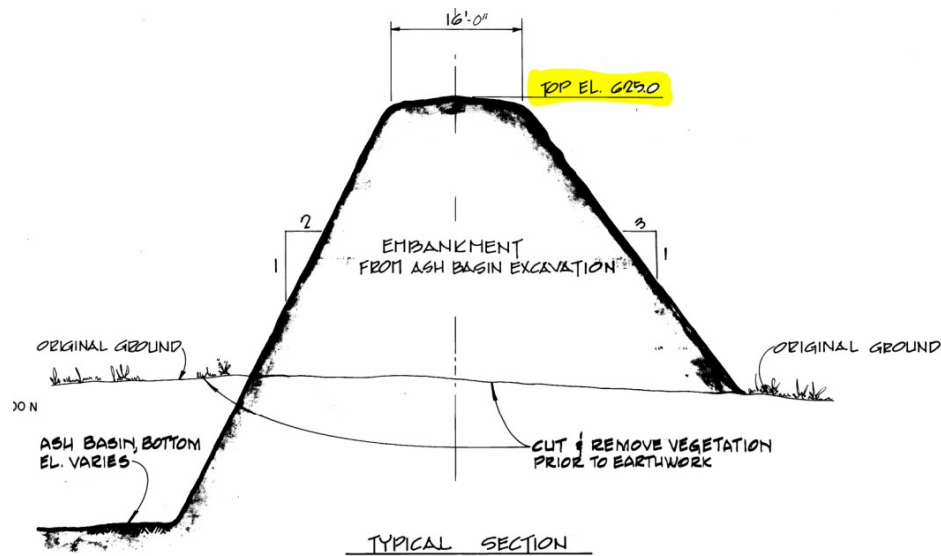 16'-0"
TOP EL. 625.0
2
1
3
1
EMBANKMENT
FROM ASH BASIN EXCAVATION
ORIGINAL GROUND
ORIGINAL GROUND
00 N
ASH BASIN, BOTTOM
EL. VARIES
CUT & REMOVE VEGETATION
PRIOR TO EARTHWORK
TYPICAL SECTION